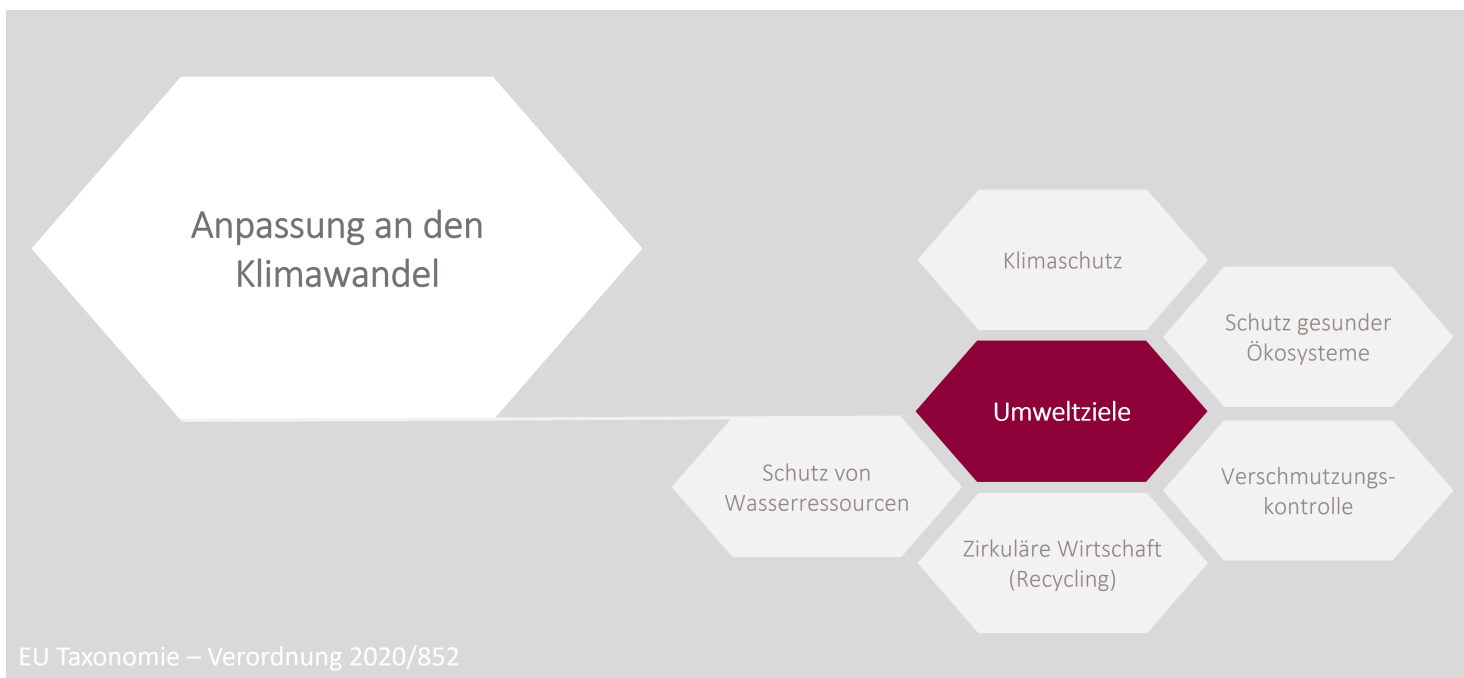 Anpassung an den
Klimawandel
Klimaschutz
Schutz gesunder
Ökosysteme
Umweltziele
Schutz von
Wasserressourcen
Verschmutzungs-
kontrolle
Zirkuläre Wirtschaft
(Recycling)
EU Taxonomie – Verordnung 2020/852